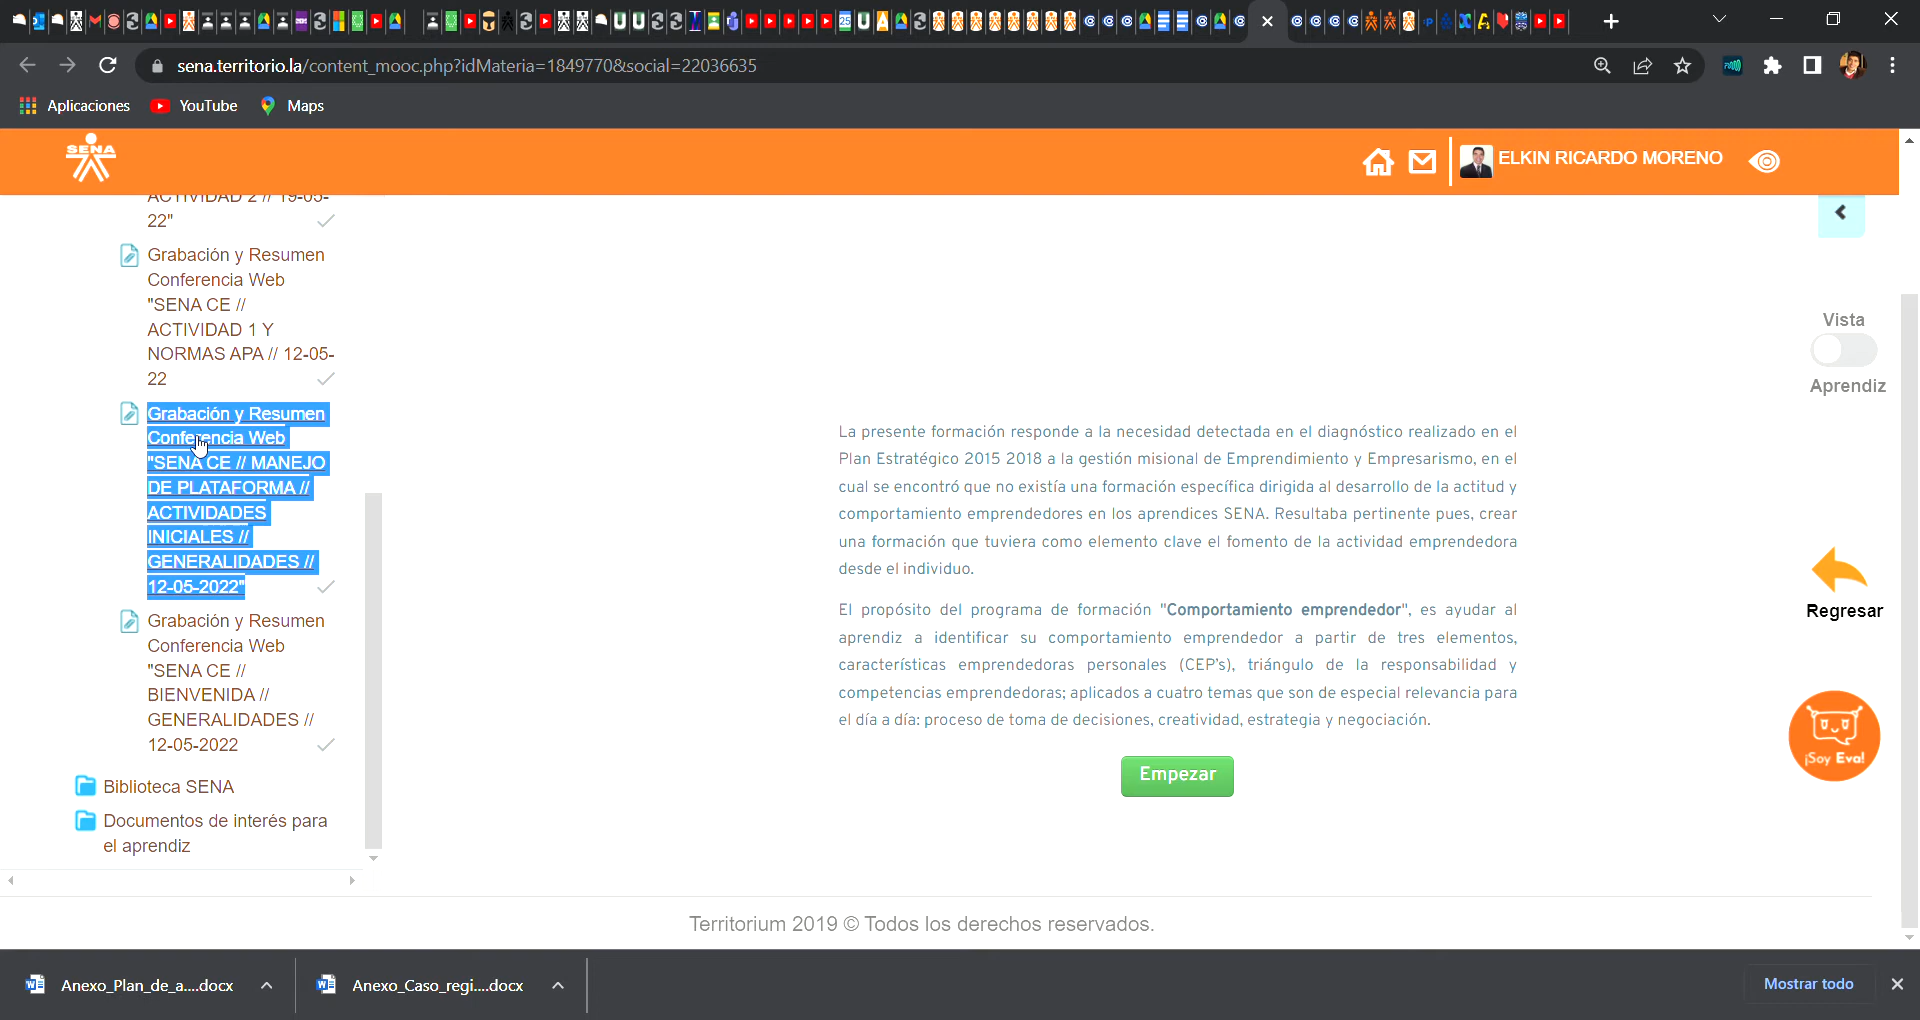 sena.territorio.la/content_mooc.php?idMateria=1849770&social=22036635
Aplicaciones YouTube Maps
SENA
ELKIN RICARDO MORENO
ACTIVIDAD 2 // 19-05-
22"
Grabación y Resumen
Conferencia Web
"SENA CE //
ACTIVIDAD 1 Y
NORMAS APA // 12-05-
22
Grabación y Resumen
Conferencia Web
"SENA CE // MANEJO
DE PLATAFORMA //
ACTIVIDADES
INICIALES //
GENERALIDADES //
12-05-2022"
Grabación y Resumen
Conferencia Web
"SENA CE //
BIENVENIDA //
GENERALIDADES //
12-05-2022
Biblioteca SENA
Documentos de interés para
el aprendiz
La presente formación responde a la necesidad detectada en el diagnóstico realizado en el
Plan Estratégico 2015 2018 a la gestión misional de Emprendimiento y Empresarismo, en el
cual se encontró que no existía una formación específica dirigida al desarrollo de la actitud y
comportamiento emprendedores en los aprendices SENA. Resultaba pertinente pues, crear
una formación que tuviera como elemento clave el fomento de la actividad emprendedora
desde el individuo.
El propósito del programa de formación "Comportamiento emprendedor", es ayudar al
aprendiz a identificar su comportamiento emprendedor a partir de tres elementos,
características emprendedoras personales (CEP's), triángulo de la responsabilidad y
competencias emprendedoras; aplicados a cuatro temas que son de especial relevancia para
el día a día: proceso de toma de decisiones, creatividad, estrategia y negociación.
Empezar
Vista
Aprendiz
Regresar
¡Soy Eva!
Territorium 2019 © Todos los derechos reservados.
Anexo_Plan_de_a....docx
Anexo_Caso_regi....docx
Mostrar todo